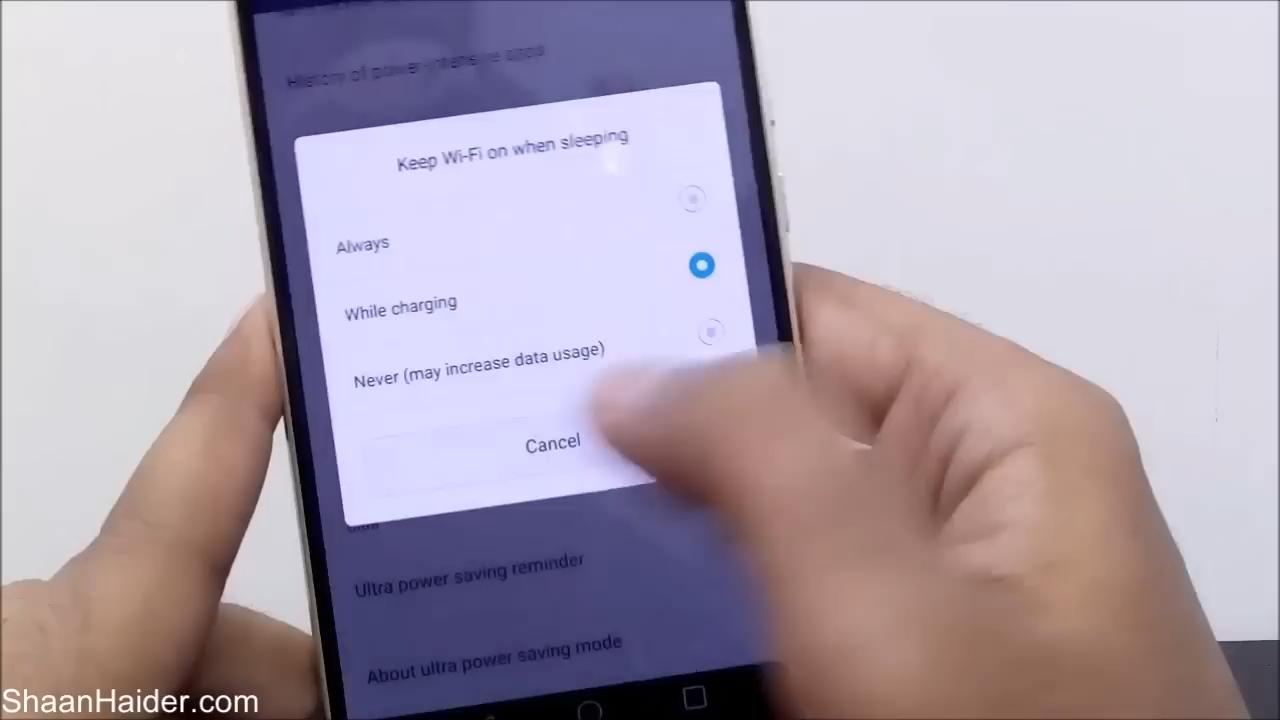 History of power-intensive apps
Keep Wi-Fi on when sleeping
Always
While charging
Never (may increase data usage)
Cancel
Ultra power saving reminder
About ultra power saving mode
ShaanHaider.com